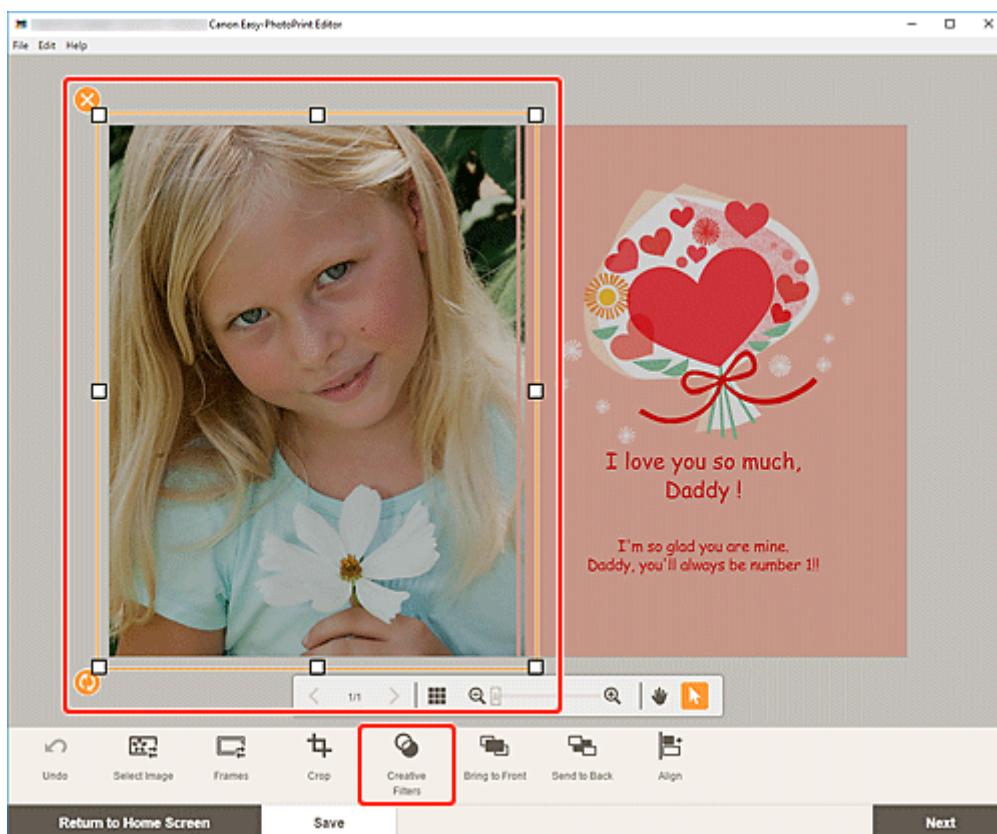 Canon Easy-PhotoPrint Editor
File Edit Help
I love you so much,
Daddy !
I'm so glad you are mine.
Daddy, you'll always be number 1!!
1/1
Undo
Select Image
Frames
Crop
Creative
Filters
Bring to Front
Send to Back
Align
Return to Home Screen
Save
Next